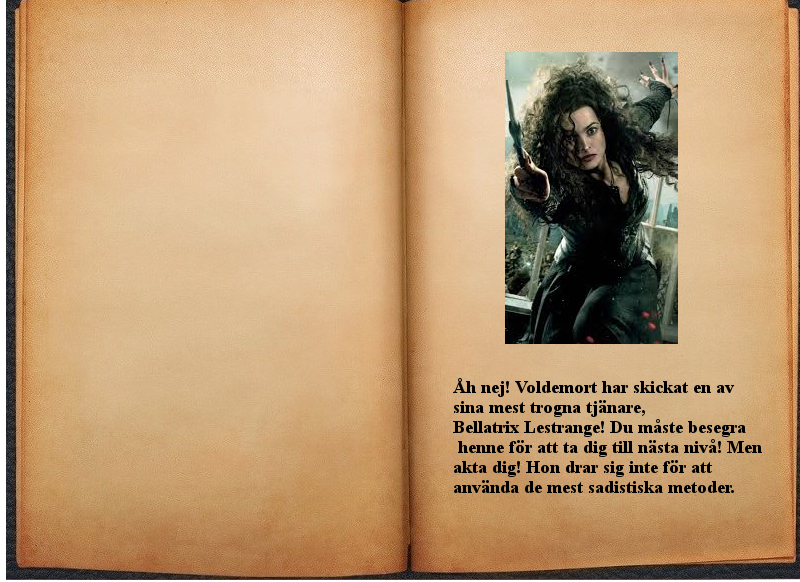 Åh nej! Voldemort har skickat en av
sina mest trogna tjänare,
Bellatrix Lestrange! Du måste besegra
henne för att ta dig till nästa nivå! Men
akta dig! Hon drar sig inte för att
använda de mest sadistiska metoder.